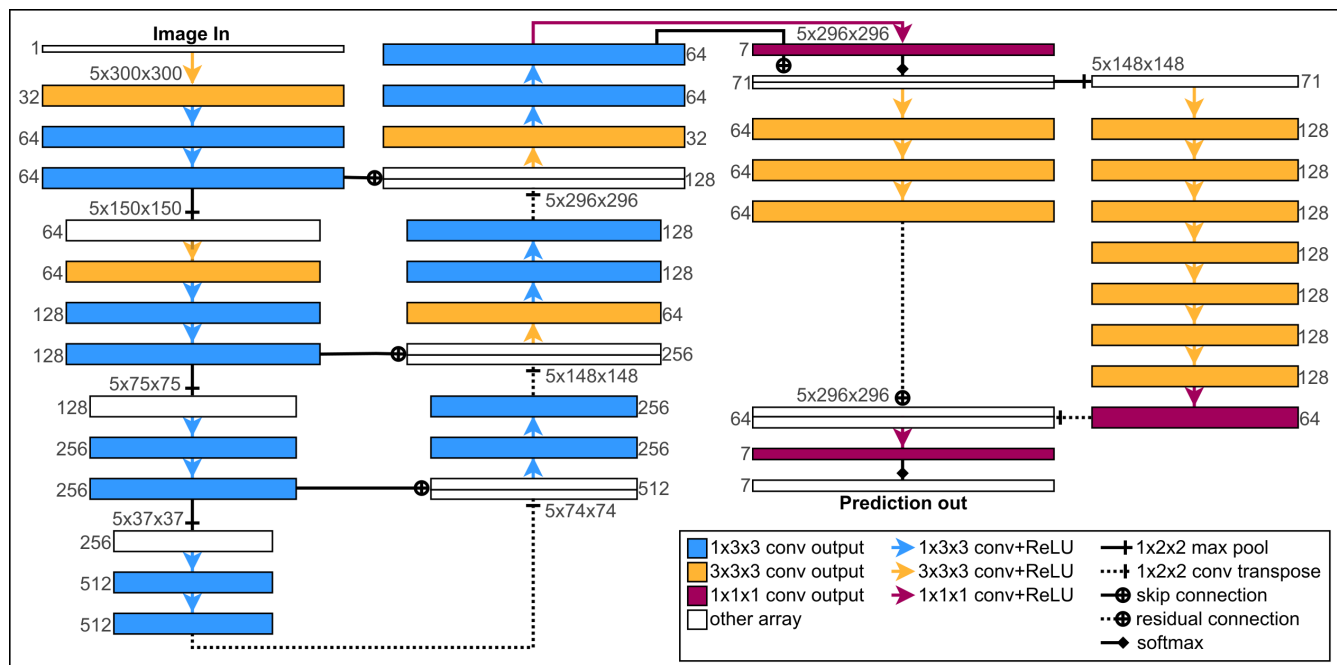 Image In
1
5x300x300
32
64
64
5x150x150
64
64
128
128
5x75x75
128
256
256
5x37x37
256
512
512
64
64
32
128
5x296x296
128
128
64
256
5x148x148
256
256
512
5x74x74
5x296x296
7
71
5x148x148
71
64
64
64
128
128
128
128
128
128
128
64
5x296x296
64
7
7
Prediction out
1x3x3 conv output
3x3x3 conv output
1x1x1 conv output
other array
1x3x3 conv+ReLU
3x3x3 conv+ReLU
1x1x1 conv+ReLU
1x2x2 max pool
1x2x2 conv transpose
skip connection
residual connection
softmax